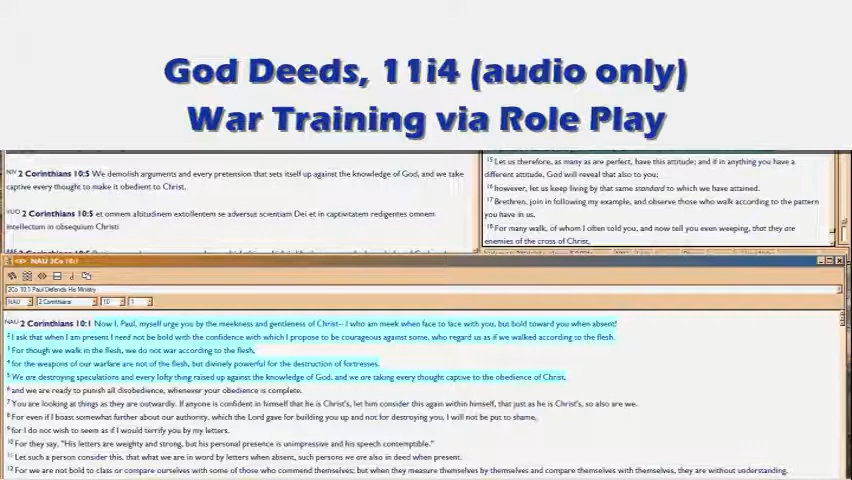 God Deeds, 11i4 (audio only)
War Training via Role Play
NIV 2 Corinthians 10:5 We demolish arguments and every pretension that sets itself up against the knowledge of God, and we take
captive every thought to make it obedient to Christ.
VUO 2 Corinthians 10:5 et omnem altitudinem extollentem se adversus scientiam Dei et in captivitatem redigentes omnem
intellectum in obsequium Christi
15 Let us therefore, as many as are perfect, have this attitude; and if in anything you have a
different attitude, God will reveal that also to you;
16 however, let us keep living by that same standard to which we have attained.
17 Brethren, join in following my example, and observe those who walk according to the pattern
you have in us.
18 For many walk, of whom I often told you, and now tell you even weeping, that they are
enemies of the cross of Christ,
NAU 2Co 10:1
2Co 10:1 Paul Defends His Ministry
NAU 2 Corinthians 10 1
NAU 2 Corinthians 10:1 Now I, Paul, myself urge you by the meekness and gentleness of Christ-- I who am meek when face to face with you, but bold toward you when absent!
2 I ask that when I am present I need not be bold with the confidence with which I propose to be courageous against some, who regard us as if we walked according to the flesh.
3 For though we walk in the flesh, we do not war according to the flesh,
4 for the weapons of our warfare are not of the flesh, but divinely powerful for the destruction of fortresses.
5 We are destroying speculations and every lofty thing raised up against the knowledge of God, and we are taking every thought captive to the obedience of Christ,
6 and we are ready to punish all disobedience, whenever your obedience is complete.
7 You are looking at things as they are outwardly. If anyone is confident in himself that he is Christ's, let him consider this again within himself, that just as he is Christ's, so also are we.
8 For even if I boast somewhat further about our authority, which the Lord gave for building you up and not for destroying you, I will not be put to shame,
9 for I do not wish to seem as if I would terrify you by my letters.
10 For they say, "His letters are weighty and strong, but his personal presence is unimpressive and his speech contemptible."
11 Let such a person consider this, that what we are in word by letters when absent, such persons we are also in deed when present.
12 For we are not bold to class or compare ourselves with some of those who commend themselves; but when they measure themselves by themselves and compare themselves with themselves, they are without understanding.